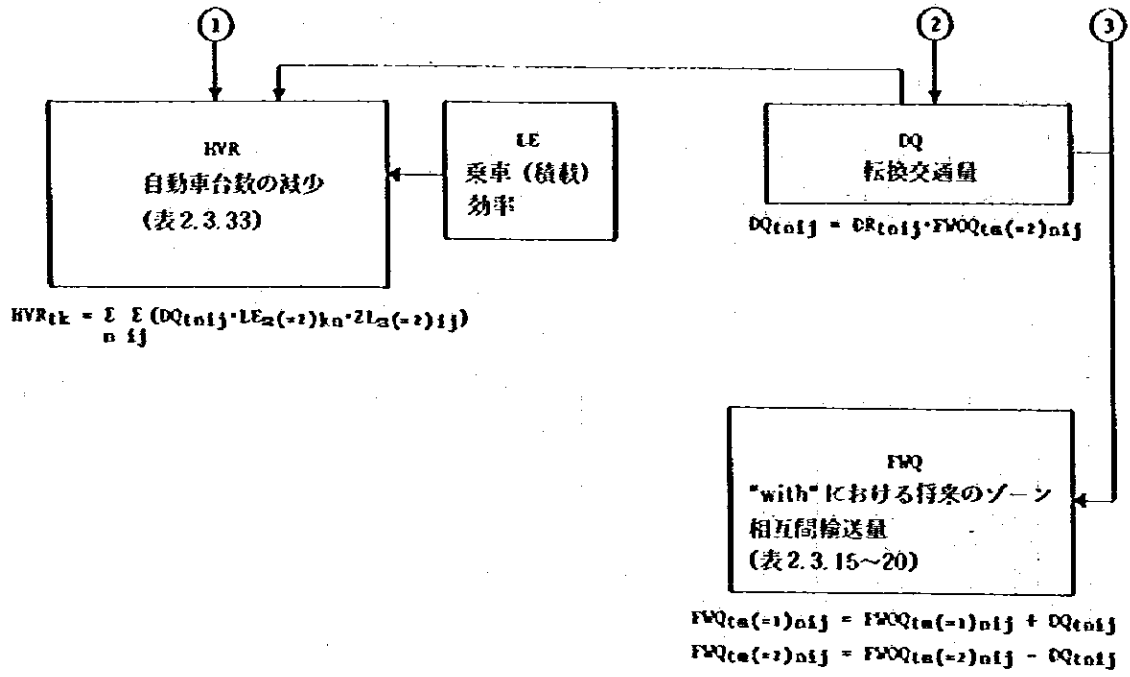 1
2
3
HVR
自動車台数の減少
(表2.3.33)
LE
乗車(積載)
効率
DQ
転換交通量
DQtnij = DRtnij・FWOQtm(=2)nij
HVRtk = Σ Σ (DQtnij・LEm(=2)kn・ZLm(=2)ij)
n ij
FWQ
"with"における将来のゾーン
相互間輸送量
(表2.3.15~20)
FWQtm(=1)nij = FWOQtm(=1)nij + DQtnij
FWQtm(=2)nij = FWOQtm(=2)nij - DQtnij